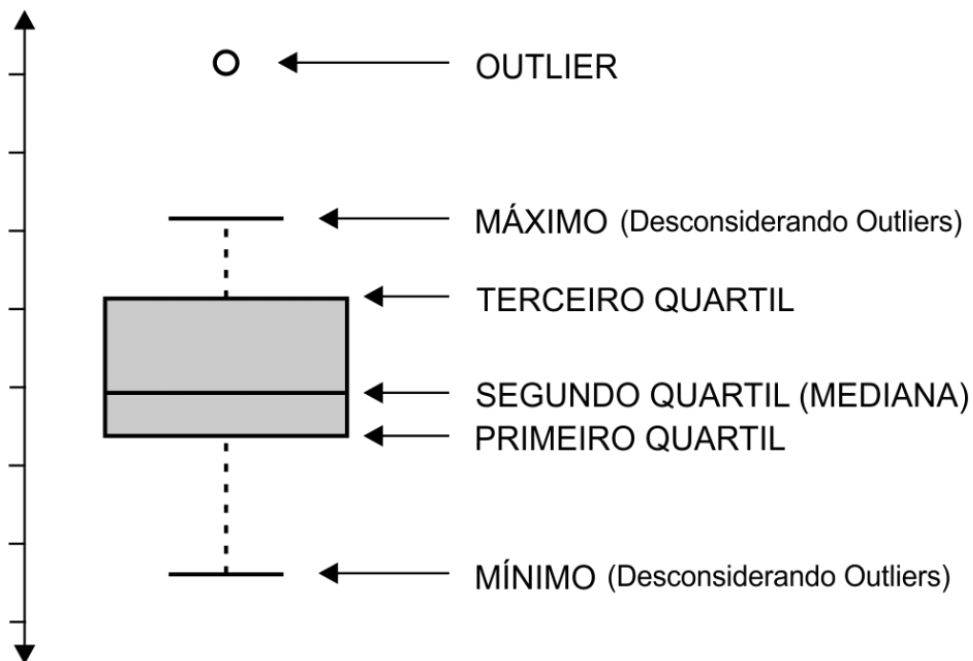 OUTLIER
MÁXIMO (Desconsiderando Outliers)
TERCEIRO QUARTIL
SEGUNDO QUARTIL (MEDIANA)
PRIMEIRO QUARTIL
MÍNIMO (Desconsiderando Outliers)